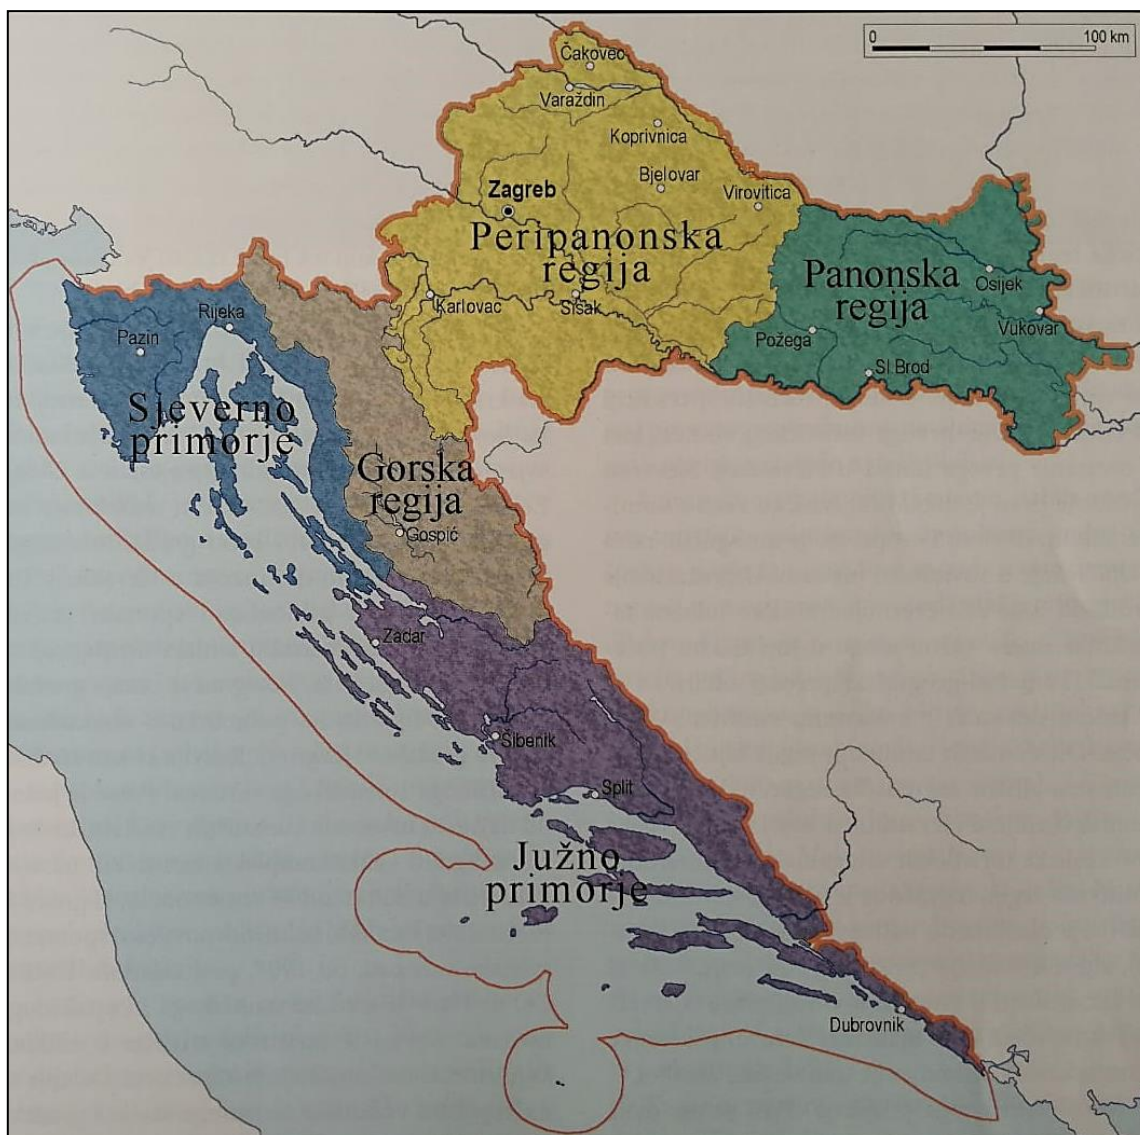 0 100 km
Čakovec
Varaždin
Koprivnica
Bjelovar
Virovitica
Zagreb
Peripanonska
regija
Karlovac
Sisak
Panonska
regija
Osijek
Vukovar
Požega
Sl.Brod
Rijeka
Pazin
Sjeverno
primorje
Gorska
regija
Gospić
Zadar
Šibenik
Split
Južno
primorje
Dubrovnik